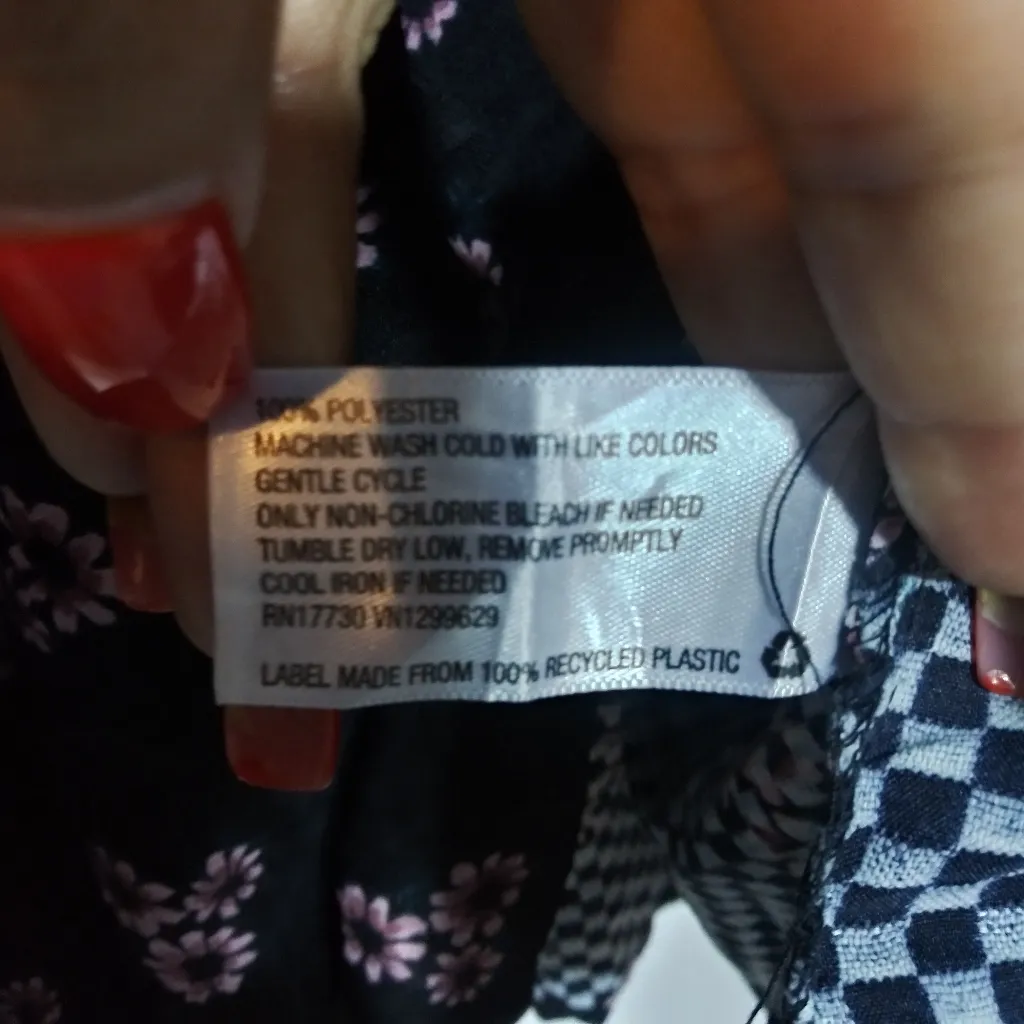 100% POLYESTER
MACHINE WASH COLD WITH LIKE COLORS
GENTLE CYCLE
ONLY NON-CHLORINE BLEACH IF NEEDED
TUMBLE DRY LOW, REMOVE PROMPTLY
COOL IRON IF NEEDED
RN17730 VN1299629
LABEL MADE FROM 100% RECYCLED PLASTIC